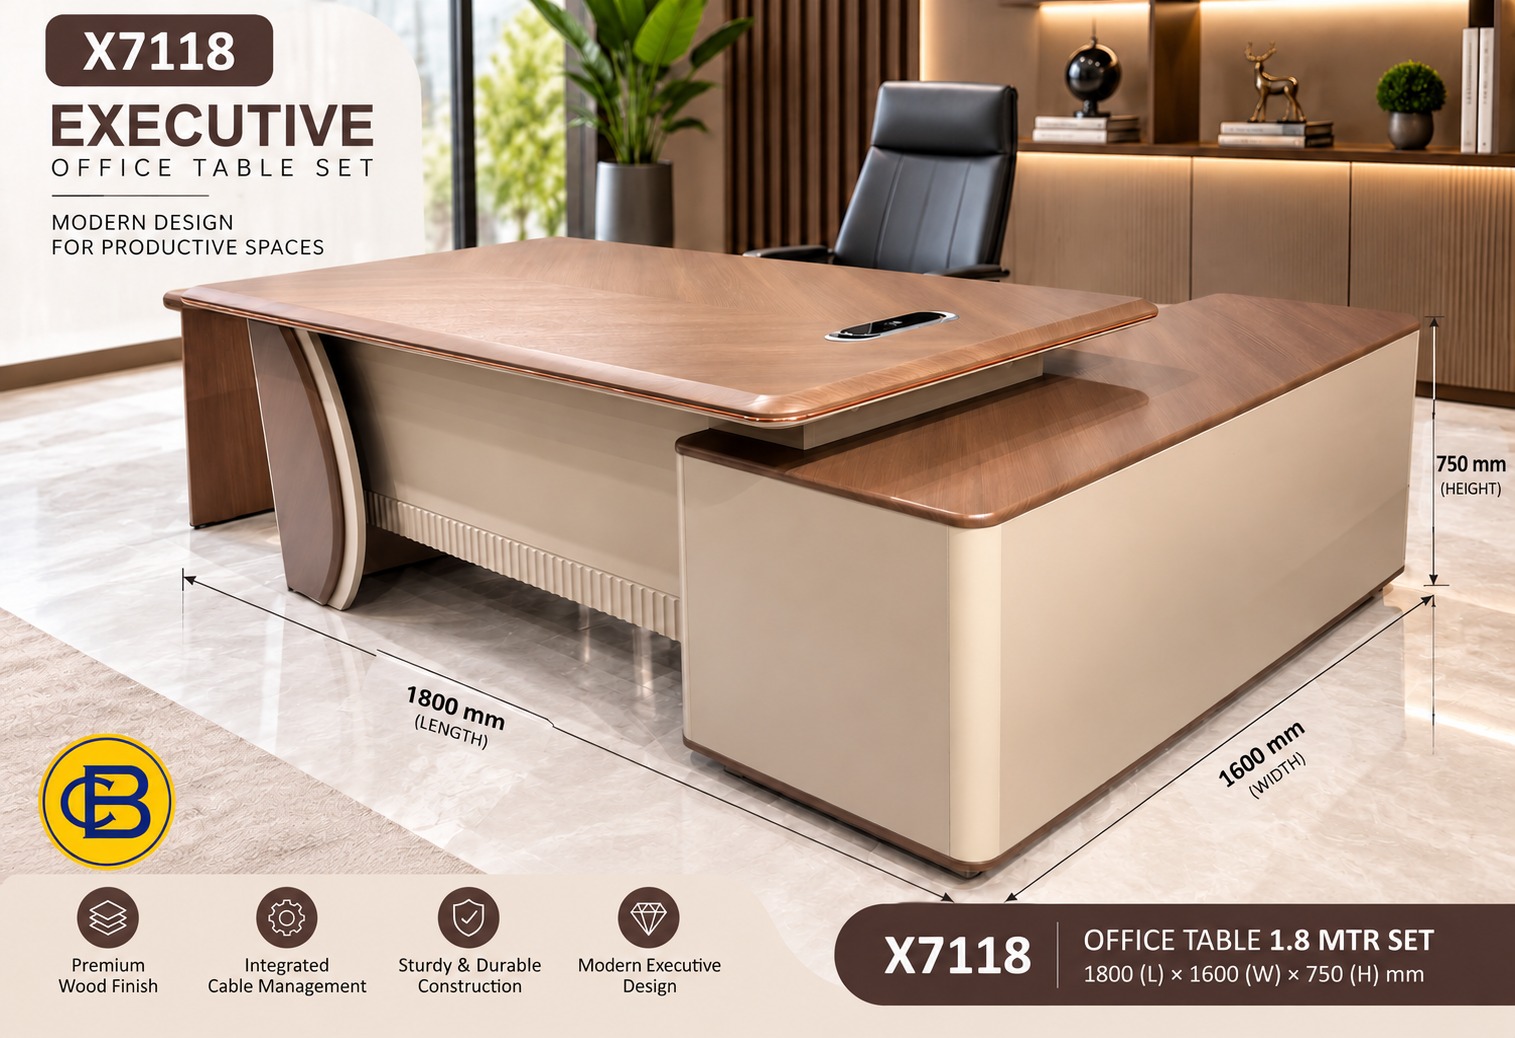 X7118
EXECUTIVE
OFFICE TABLE SET
MODERN DESIGN
FOR PRODUCTIVE SPACES
750 mm
(HEIGHT)
1800 mm
(LENGTH)
1600 mm
(WIDTH)
CB
Premium
Wood Finish
Integrated
Cable Management
Sturdy & Durable
Construction
Modern Executive
Design
X7118
OFFICE TABLE 1.8 MTR SET
1800 (L) × 1600 (W) × 750 (H) mm